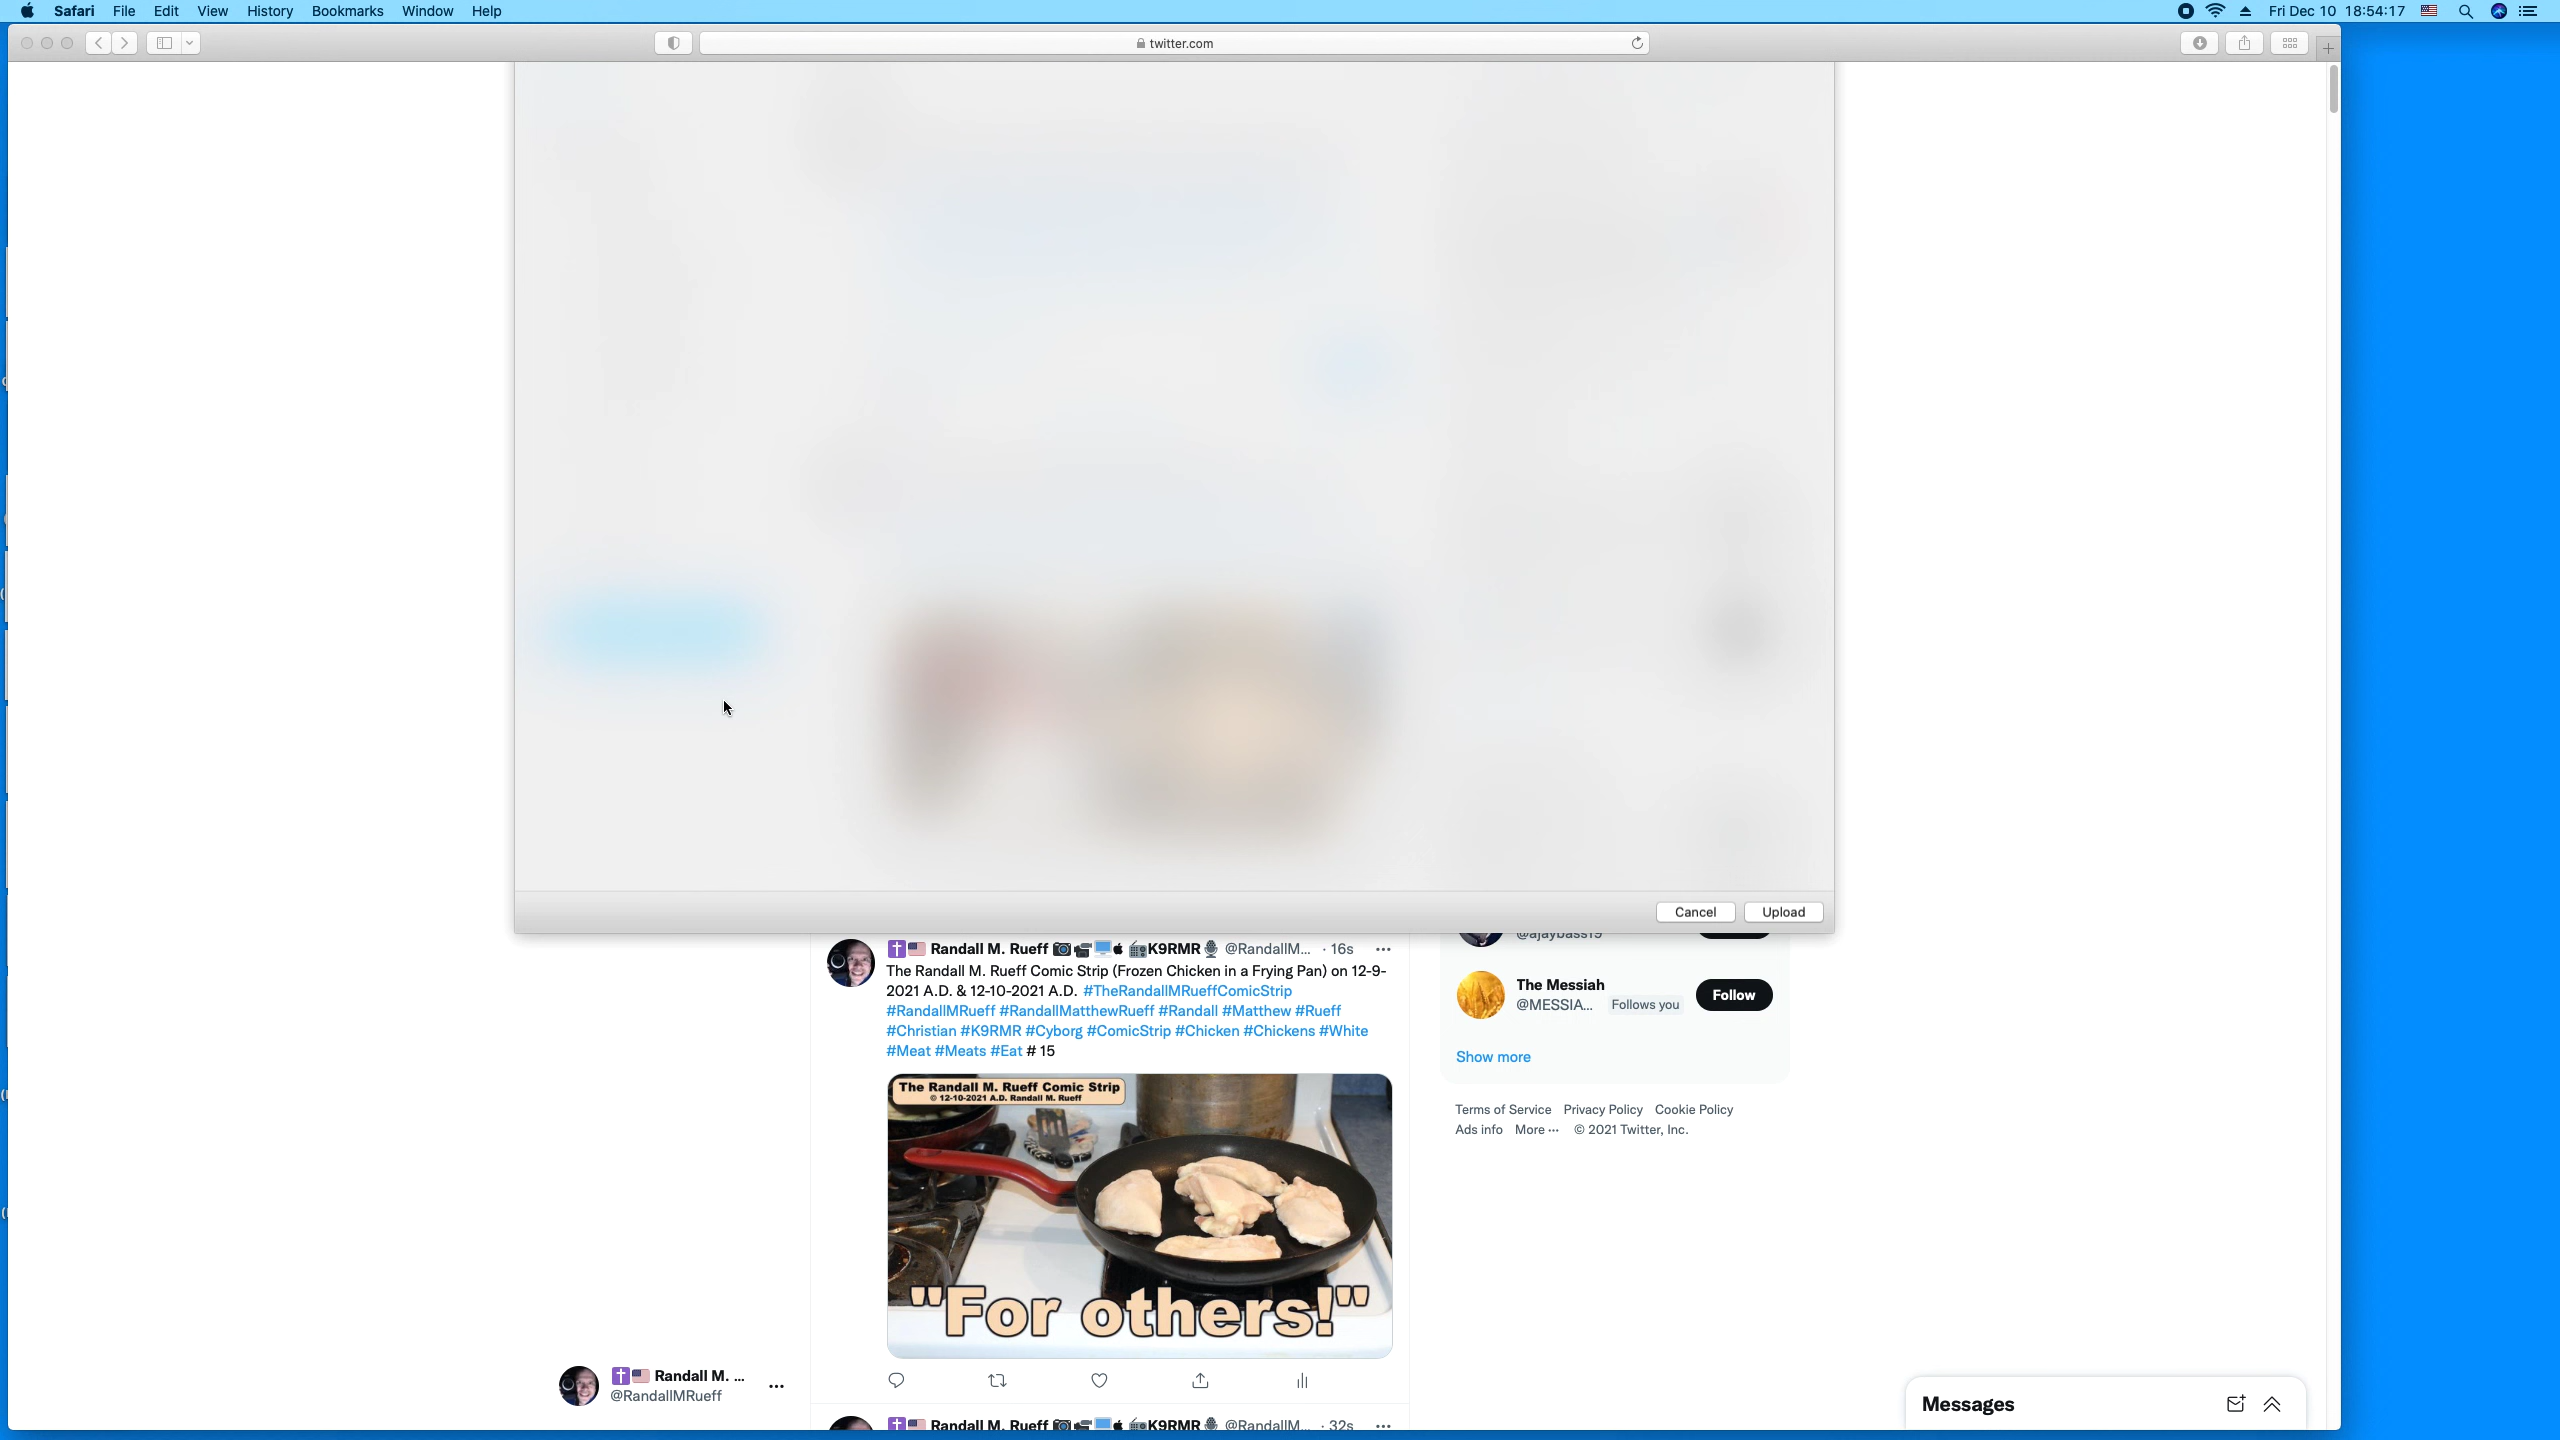 Safari File Edit View History Bookmarks Window Help Fri Dec 10 18:54:17
twitter.com
Cancel Upload
Randall M. Rueff K9RMR @RandallM... · 16s
The Randall M. Rueff Comic Strip (Frozen Chicken in a Frying Pan) on 12-9-
2021 A.D. & 12-10-2021 A.D. #TheRandallMRueffComicStrip
#RandallMRueff #RandallMatthewRueff #Randall #Matthew #Rueff
#Christian #K9RMR #Cyborg #ComicStrip #Chicken #Chickens #White
#Meat #Meats #Eat # 15
The Randall M. Rueff Comic Strip
© 12-10-2021 A.D. Randall M. Rueff
"For others!"
Randall M. Rueff K9RMR @RandallM... · 32s
Randall M. ...
@RandallMRueff
@ajaybass19
The Messiah
@MESSIA... Follows you
Follow
Show more
Terms of Service Privacy Policy Cookie Policy
Ads info More ··· © 2021 Twitter, Inc.
Messages